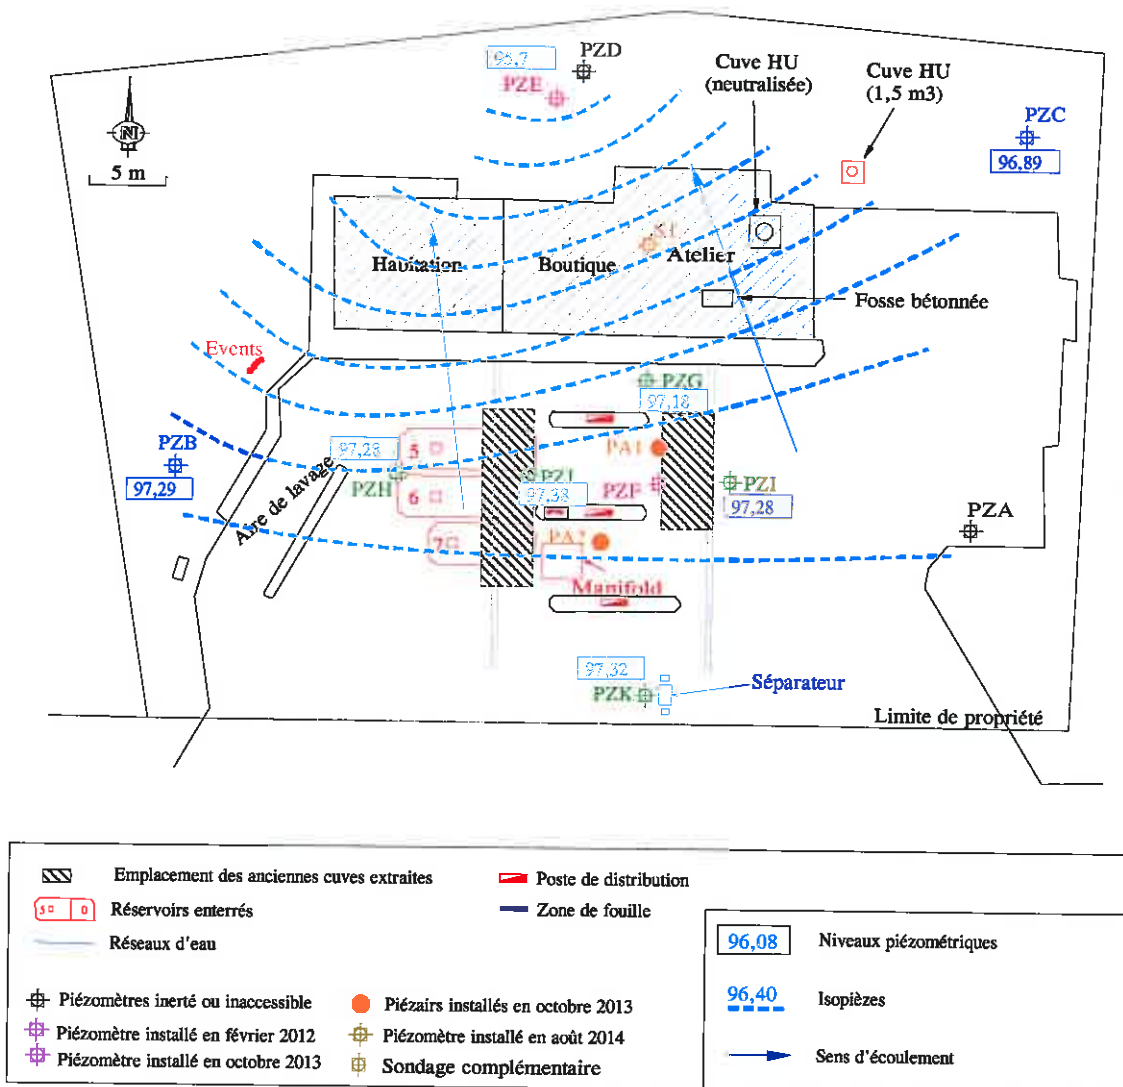 PZD
96,7
PZE
Cuve HU
(neutralisée)
Cuve HU
(1,5 m3)
PZC
96,89
N
5 m
S1
Habitation
Boutique
Atelier
Fosse bétonnée
Events
PZG
97,18
PZB
97,29
97,28
PZH
5
6
7
PZJ
97,38
PA1
PZF
PZI
97,28
PZA
Aire de lavage
PA2
Manifold
97,32
PZK
Séparateur
Limite de propriété
Emplacement des anciennes cuves extraites
Poste de distribution
5
Réservoirs enterrés
Zone de fouille
Réseaux d'eau
96,08
Niveaux piézométriques
96,40
Isopièzes
Sens d'écoulement
Piézomètres inerté ou inaccessible
Piézairs installés en octobre 2013
Piézomètre installé en février 2012
Piézomètre installé en août 2014
Piézomètre installé en octobre 2013
Sondage complémentaire